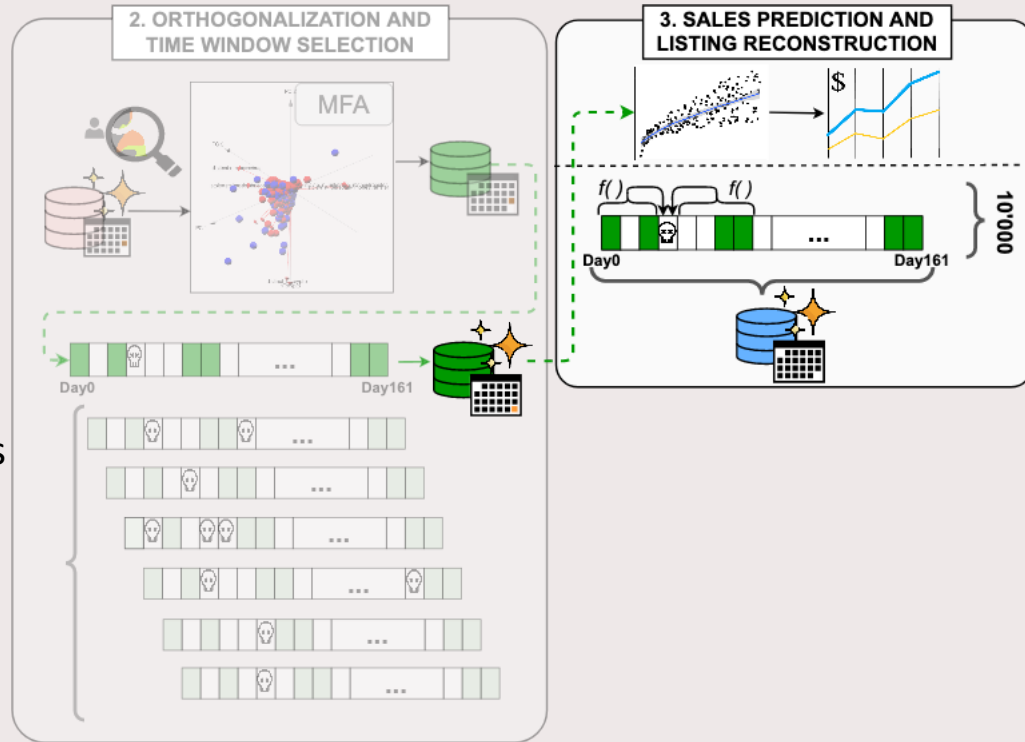 2. ORTHOGONALIZATION AND
TIME WINDOW SELECTION
MFA
...
Day0
Day161
...
...
...
...
...
...
s
3. SALES PREDICTION AND
LISTING RECONSTRUCTION
$
f( )
f( )
...
Day0
Day161
10'000